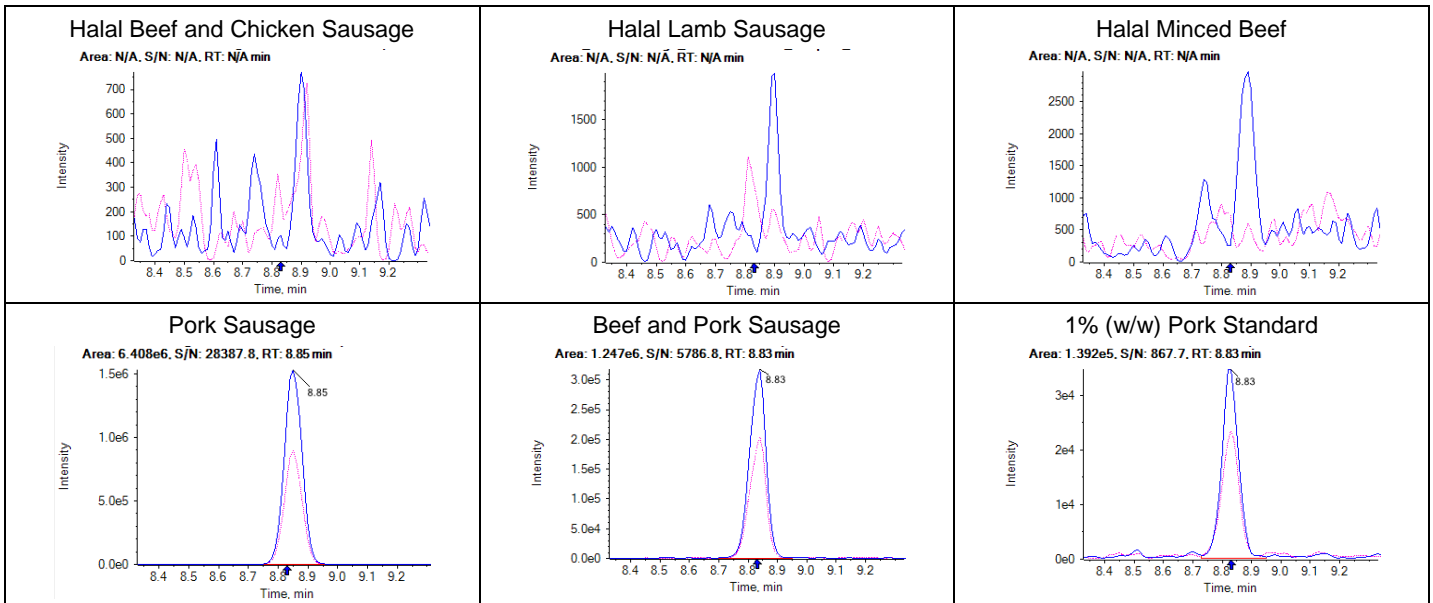 Halal Beef and Chicken Sausage
Area: N/A, S/N: N/A, RT: N/A min
700
600
500
400
300
200
100
0
Intensity
8.4 8.5 8.6 8.7 8.8 8.9 9.0 9.1 9.2
Time, min
Halal Lamb Sausage
Area: N/A, S/N: N/A, RT: N/A min
1500
1000
500
0
Intensity
8.4 8.5 8.6 8.7 8.8 8.9 9.0 9.1 9.2
Time, min
Halal Minced Beef
Area: N/A, S/N: N/A, RT: N/A min
2500
2000
1500
1000
500
0
Intensity
8.4 8.5 8.6 8.7 8.8 8.9 9.0 9.1 9.2
Time, min
Pork Sausage
Area: 6.408e6, S/N: 28387.8, RT: 8.85 min
1.5e6
8.85
1.0e6
5.0e5
0.0e0
Intensity
8.4 8.5 8.6 8.7 8.8 8.9 9.0 9.1 9.2
Time, min
Beef and Pork Sausage
Area: 1.247e6, S/N: 5786.8, RT: 8.83 min
3.0e5
8.83
2.5e5
2.0e5
1.5e5
1.0e5
5.0e4
0.0e0
Intensity
8.4 8.5 8.6 8.7 8.8 8.9 9.0 9.1 9.2
Time, min
1% (w/w) Pork Standard
Area: 1.392e5, S/N: 867.7, RT: 8.83 min
3e4
8.83
2e4
1e4
0e0
Intensity
8.4 8.5 8.6 8.7 8.8 8.9 9.0 9.1 9.2
Time, min